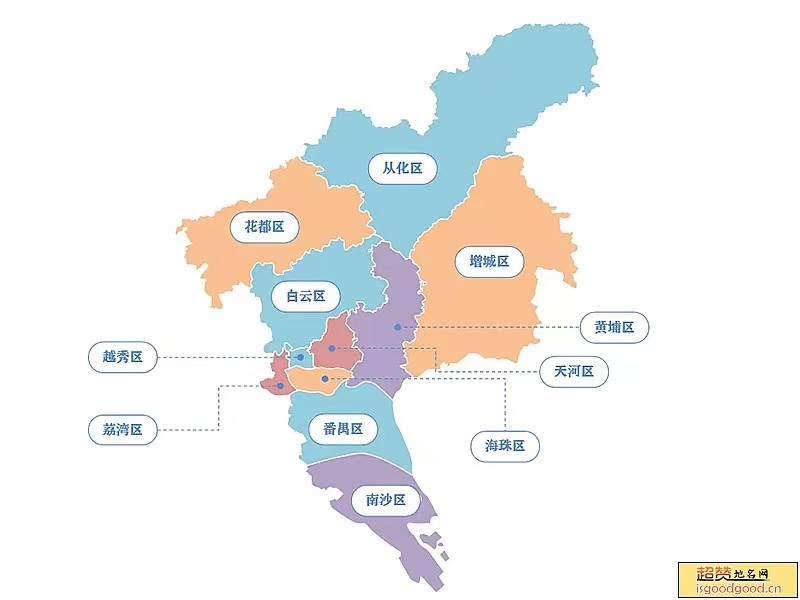 从化区
花都区
增城区
白云区
黄埔区
越秀区
天河区
荔湾区
番禺区
海珠区
南沙区
超赞地名网
isgoodgood.cn